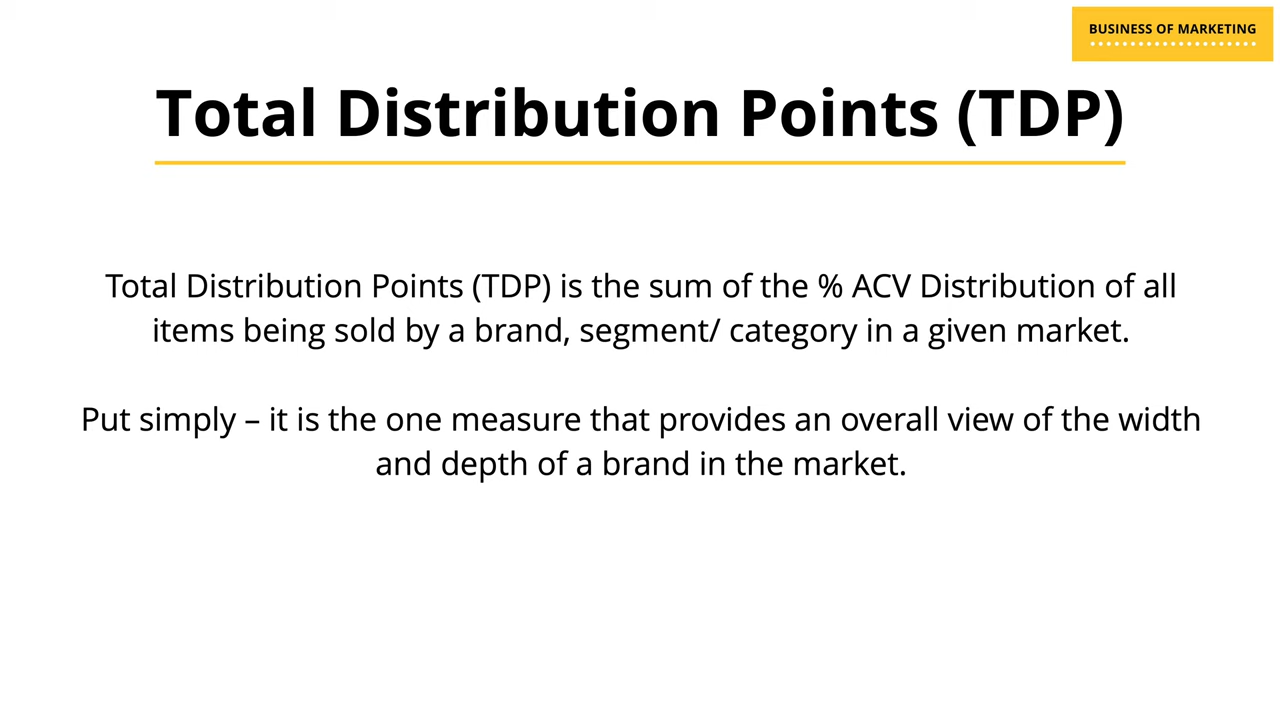 BUSINESS OF MARKETING
Total Distribution Points (TDP)
Total Distribution Points (TDP) is the sum of the % ACV Distribution of all
items being sold by a brand, segment/ category in a given market.
Put simply – it is the one measure that provides an overall view of the width
and depth of a brand in the market.